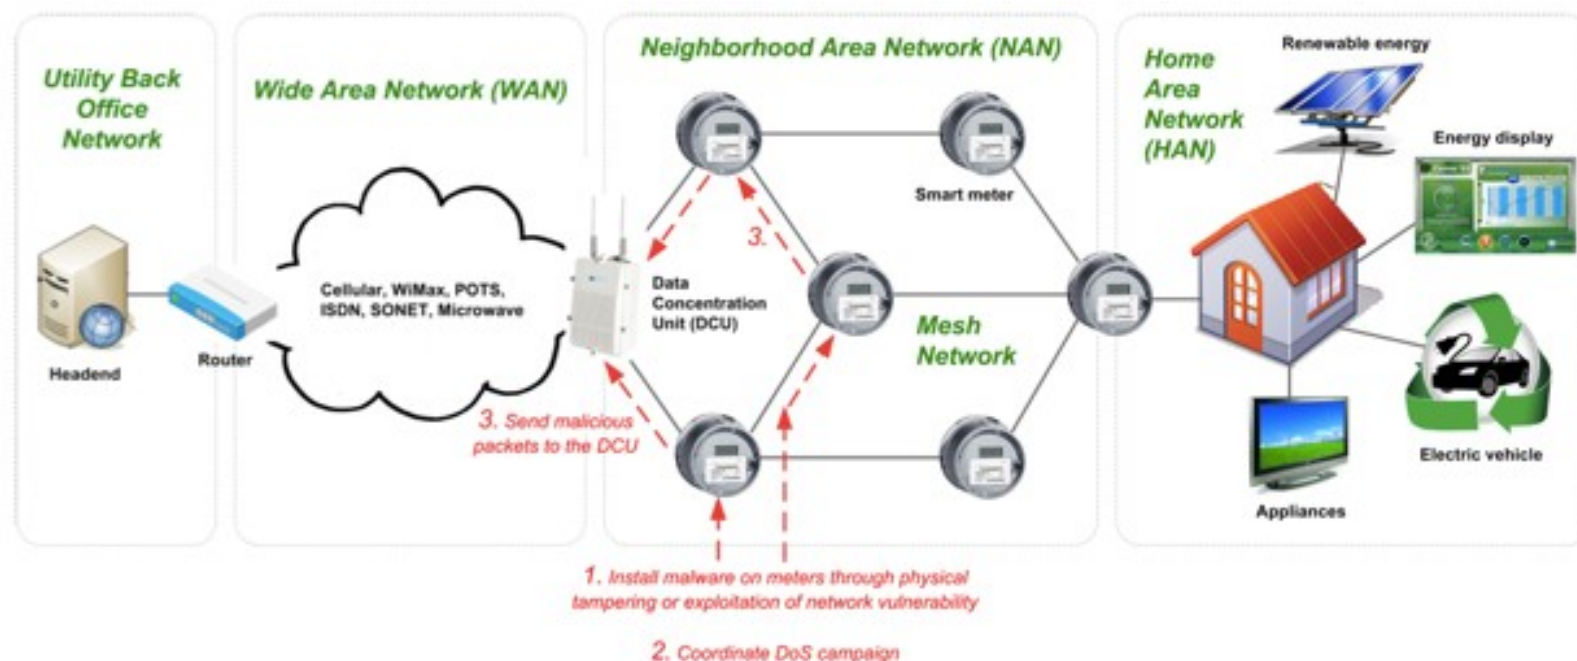 Utility Back
Office
Network
Headend
Router
Wide Area Network (WAN)
Cellular, WiMax, POTS,
ISDN, SONET, Microwave
Neighborhood Area Network (NAN)
Smart meter
Data
Concentration
Unit (DCU)
3.
Mesh
Network
3. Send malicious
packets to the DCU
Home
Area
Network
(HAN)
Renewable energy
Energy display
Electric vehicle
Appliances
1. Install malware on meters through physical
tampering or exploitation of network vulnerability
2. Coordinate DoS campaign